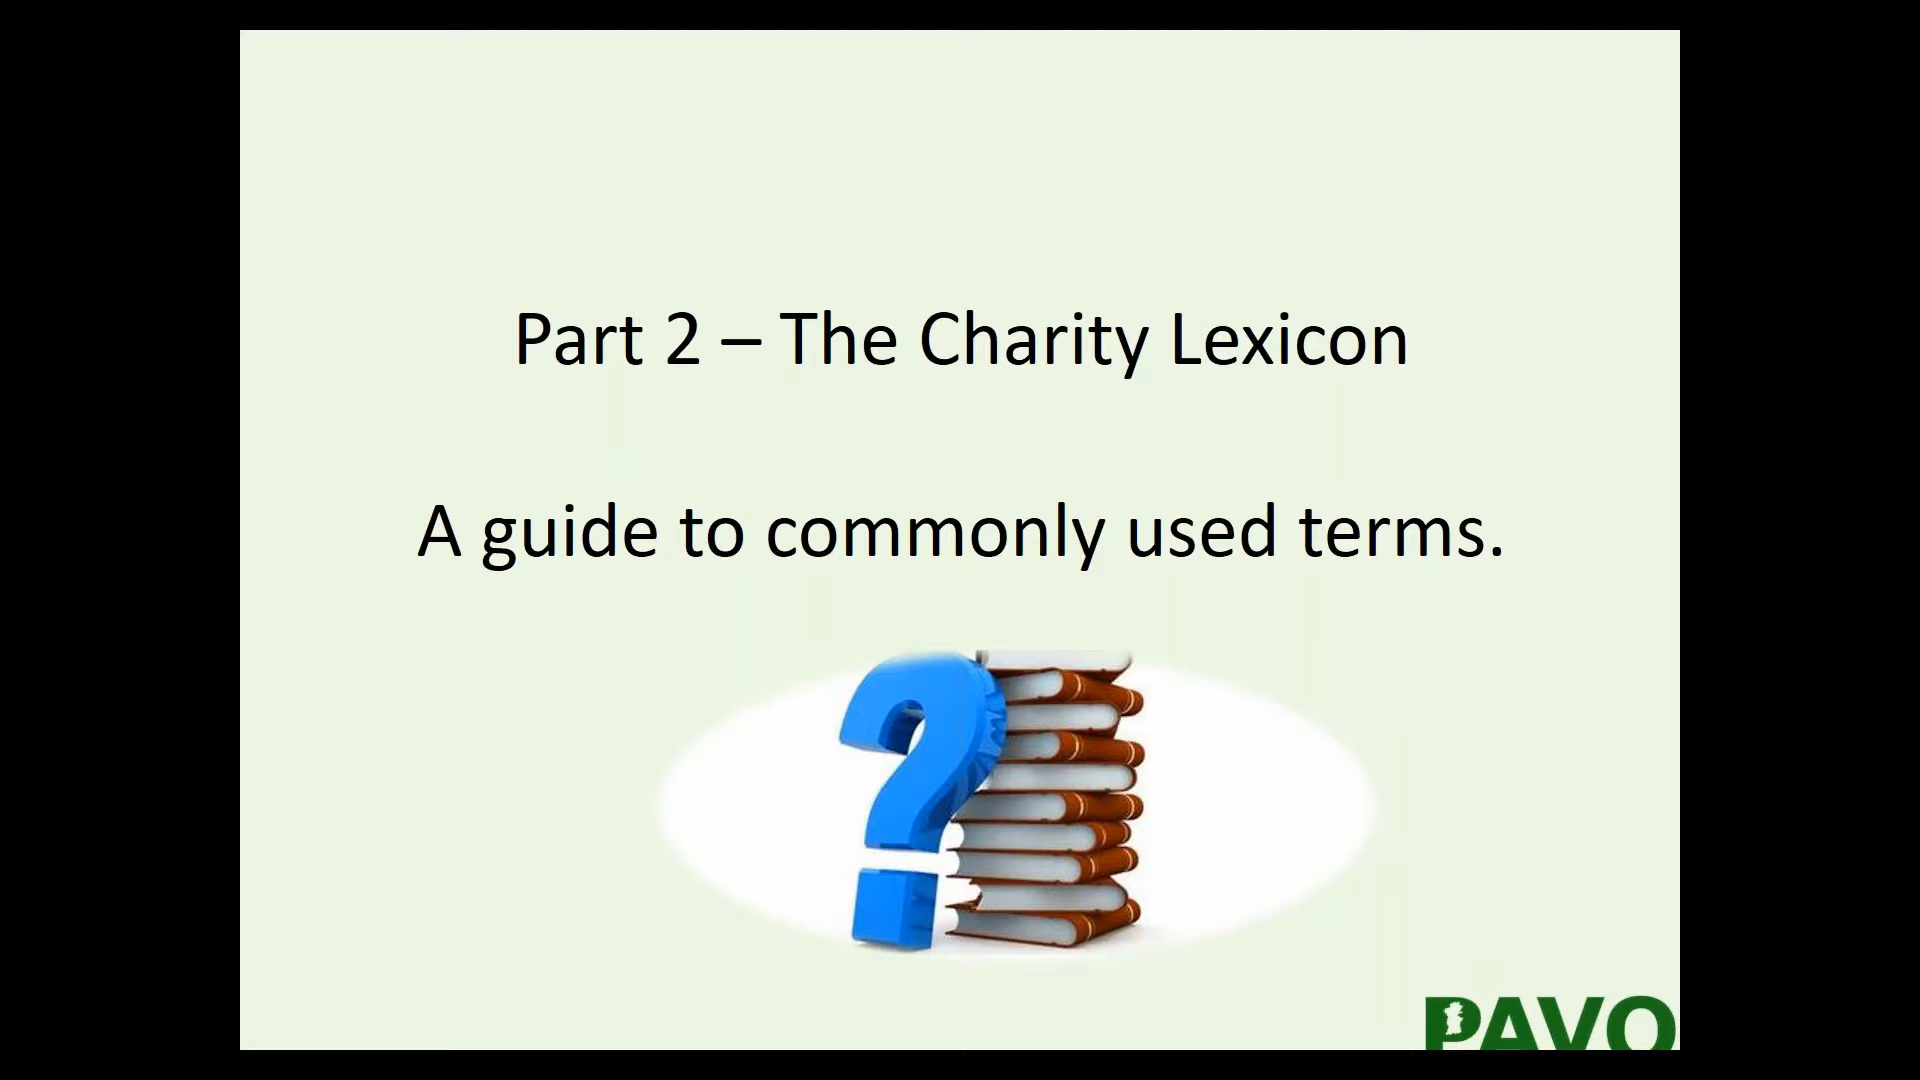 Part 2 – The Charity Lexicon
A guide to commonly used terms.
PAVO